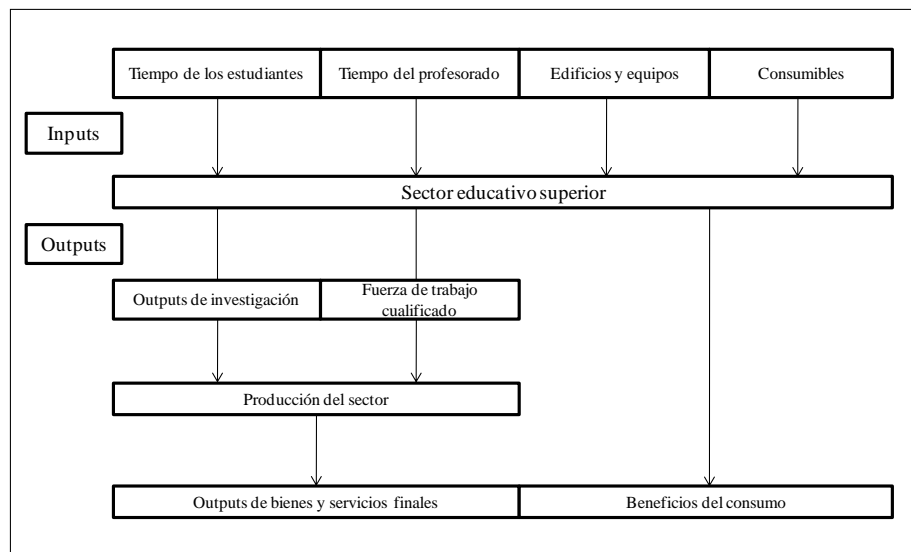 Tiempo de los estudiantes
Tiempo del profesorado
Edificios y equipos
Consumibles
Inputs
Sector educativo superior
Outputs
Outputs de investigación
Fuerza de trabajo
cualificado
Producción del sector
Outputs de bienes y servicios finales
Beneficios del consumo